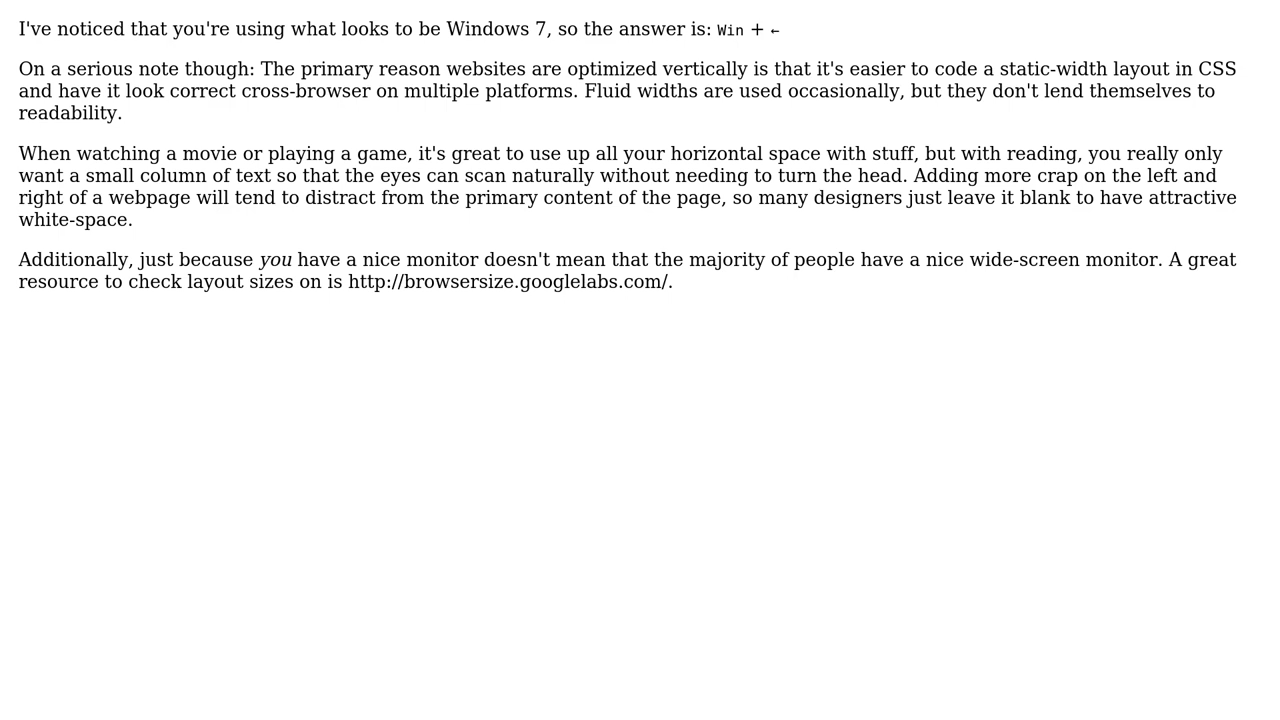 I've noticed that you're using what looks to be Windows 7, so the answer is: Win + ←
On a serious note though: The primary reason websites are optimized vertically is that it's easier to code a static-width layout in CSS
and have it look correct cross-browser on multiple platforms. Fluid widths are used occasionally, but they don't lend themselves to
readability.
When watching a movie or playing a game, it's great to use up all your horizontal space with stuff, but with reading, you really only
want a small column of text so that the eyes can scan naturally without needing to turn the head. Adding more crap on the left and
right of a webpage will tend to distract from the primary content of the page, so many designers just leave it blank to have attractive
white-space.
Additionally, just because you have a nice monitor doesn't mean that the majority of people have a nice wide-screen monitor. A great
resource to check layout sizes on is http://browsersize.googlelabs.com/.